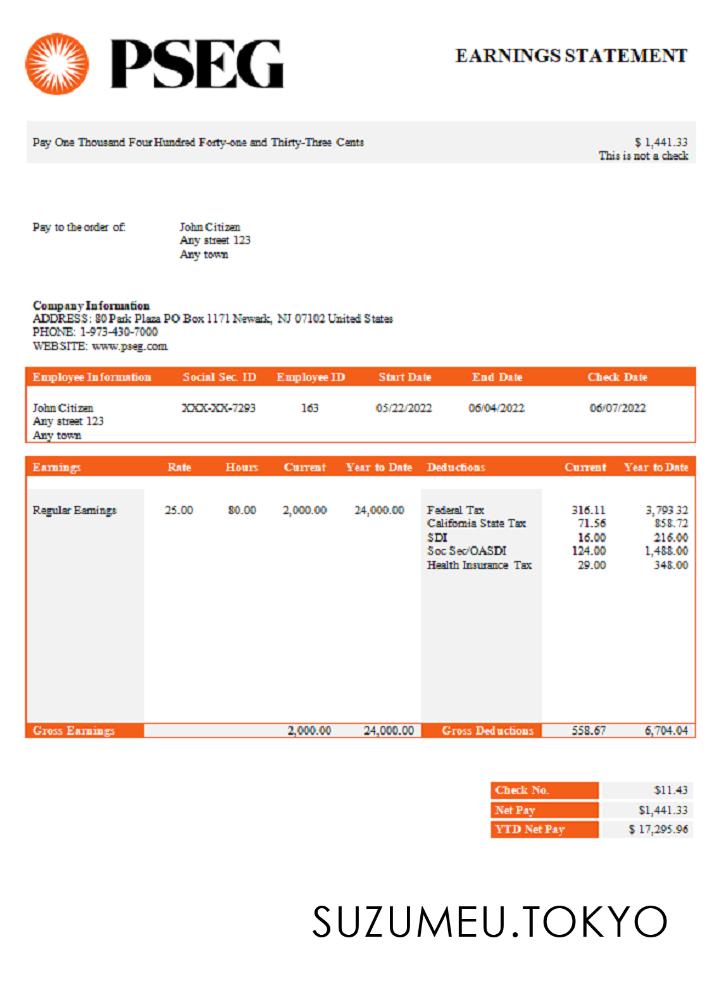 PSEG
EARNINGS STATEMENT
Pay One Thousand Four Hundred Forty-one and Thirty-Three Cents $ 1,441.33
This is not a check
Pay to the order of: John Citizen
Any street 123
Any town
Company Information
ADDRESS: 80 Park Plaza PO Box 1171 Newark, NJ 07102 United States
PHONE: 1-973-430-7000
WEBSITE: www.pseg.com
Employee Information Social Sec. ID Employee ID Start Date End Date Check Date
John Citizen XXX-XX-7293 163 05/22/2022 06/04/2022 06/07/2022
Any street 123
Any town
Earnings Rate Hours Current Year to Date Deductions Current Year to Date
Regular Earnings 25.00 80.00 2,000.00 24,000.00 Federal Tax 316.11 3,793.32
California State Tax 71.56 858.72
SDI 16.00 216.00
Soc Sec/OASDI 124.00 1,488.00
Health Insurance Tax 29.00 348.00
Gross Earnings 2,000.00 24,000.00 Gross Deductions 558.67 6,704.04
Check No. $11.43
Net Pay $1,441.33
YTD Net Pay $ 17,295.96
SUZUMEU.TOKYO